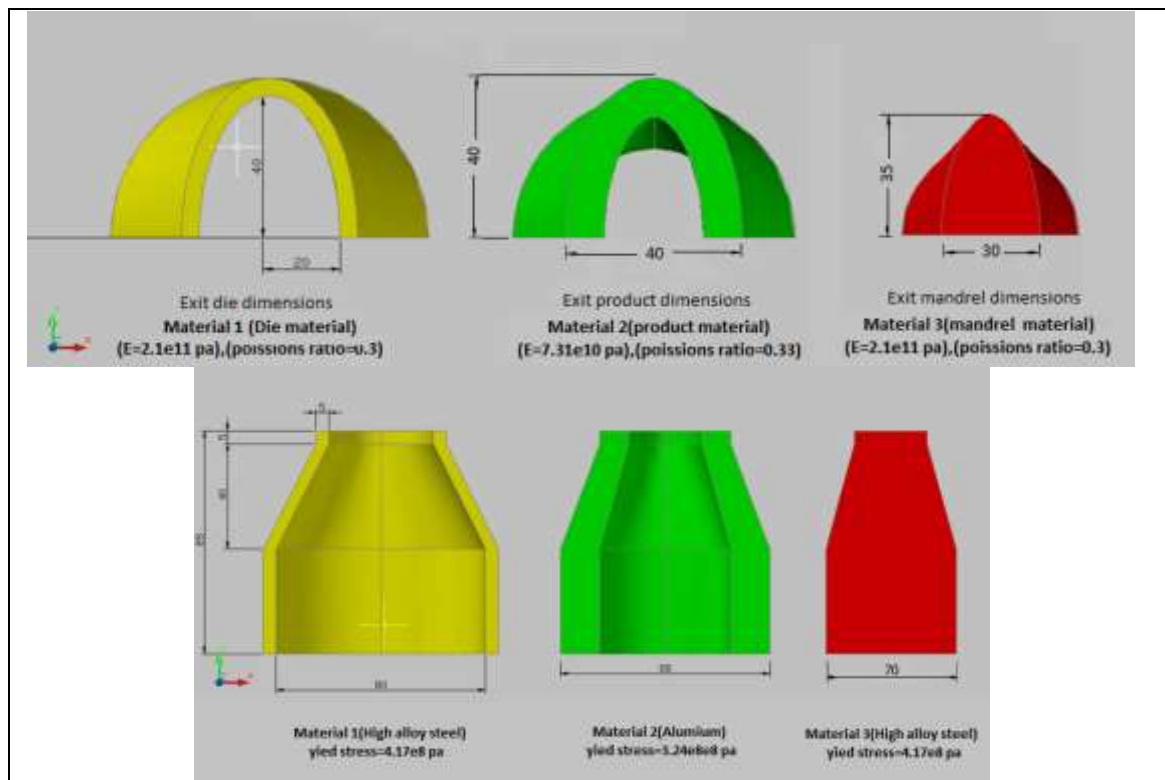 40
20
Exit die dimensions
Material 1 (Die material)
(E=2.1e11 pa),(poissions ratio=0.3)
40
40
Exit product dimensions
Material 2(product material)
(E=7.31e10 pa),(poissions ratio=0.33)
35
30
Exit mandrel dimensions
Material 3(mandrel material)
(E=2.1e11 pa),(poissions ratio=0.3)
5
5
Material 1(High alloy steel)
yied stress=4.17e8 pa
Material 2(Alumium)
yied stress=3.24e8e8 pa
70
Material 3(High alloy steel)
yied stress=4.17e8 pa